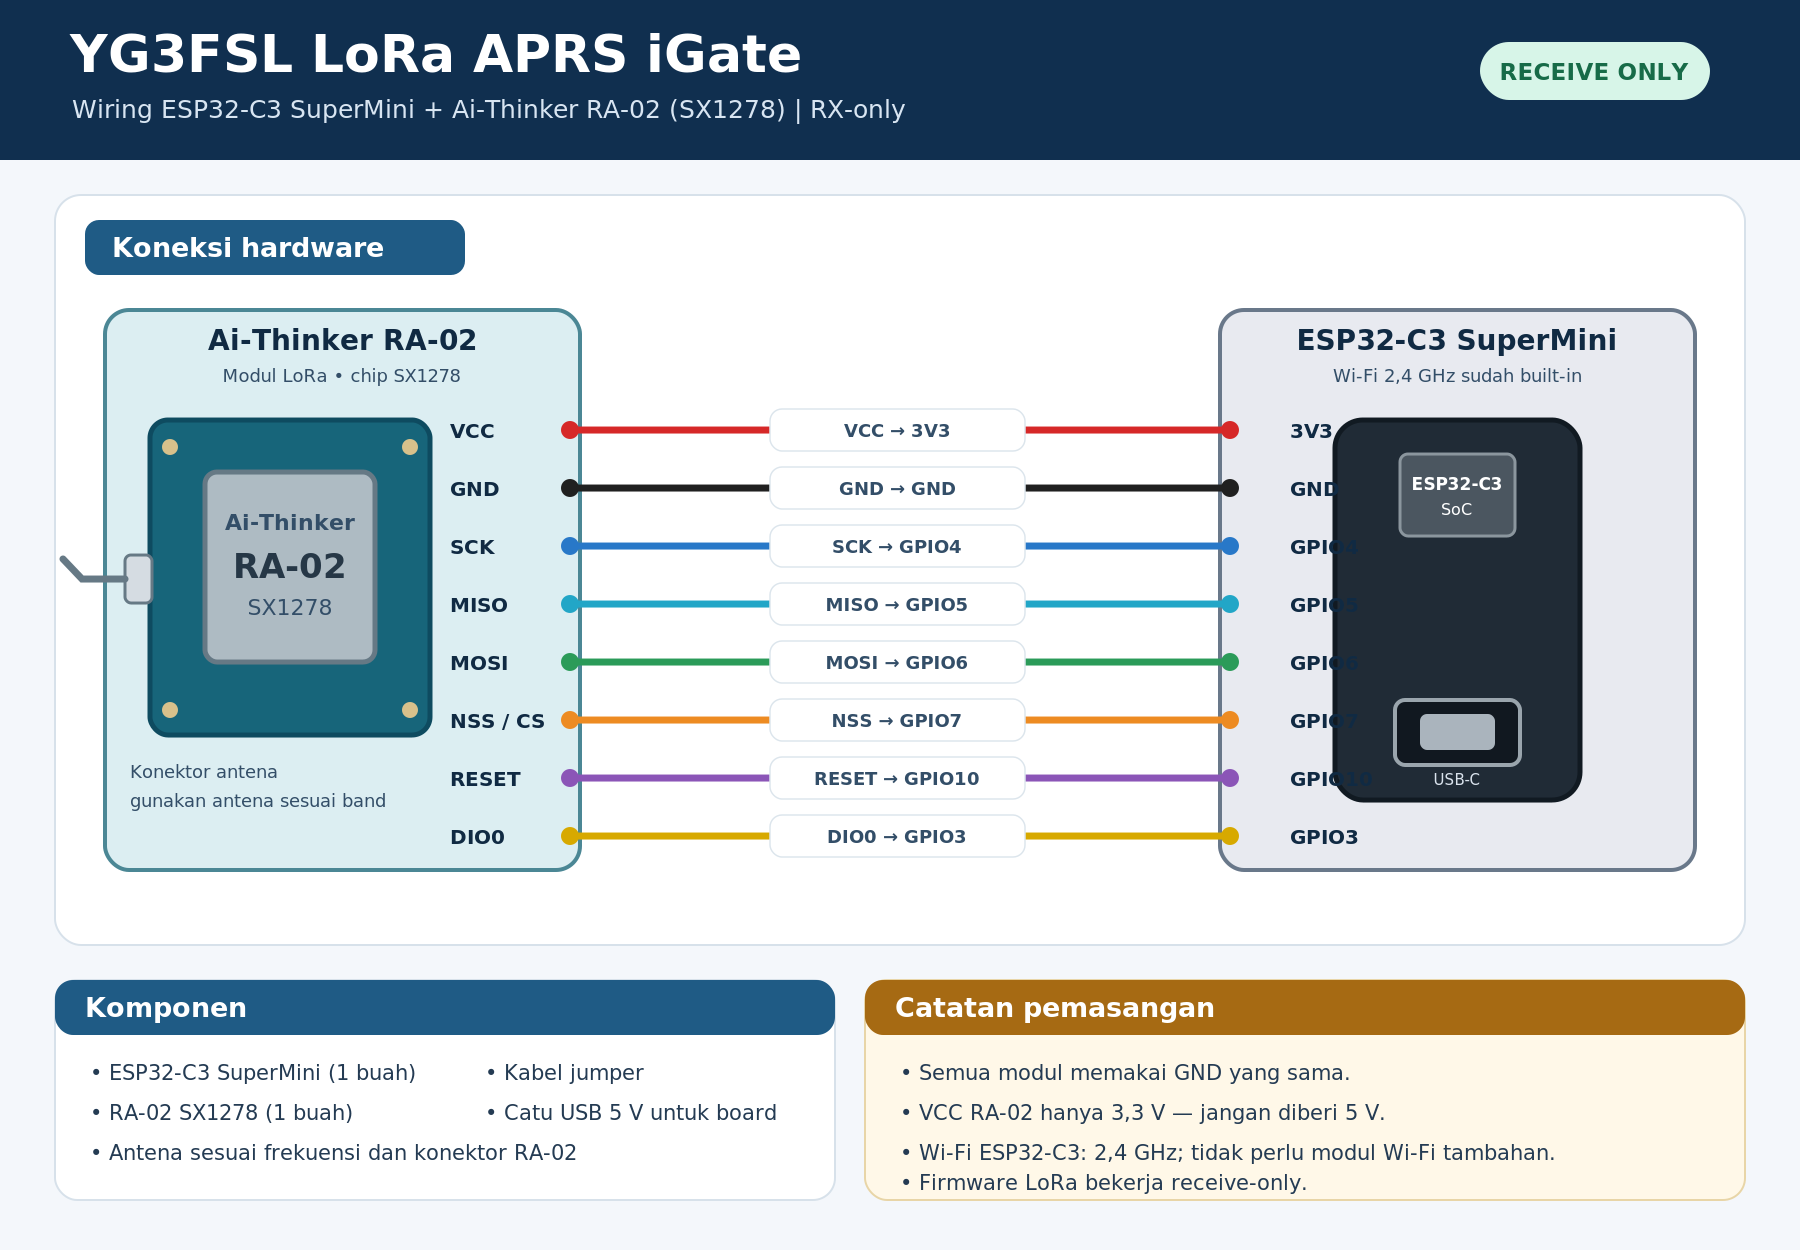 YG3FSL LoRa APRS iGate
RECEIVE ONLY
Wiring ESP32-C3 SuperMini + Ai-Thinker RA-02 (SX1278) | RX-only
Koneksi hardware
Ai-Thinker RA-02
Modul LoRa • chip SX1278
ESP32-C3 SuperMini
Wi-Fi 2,4 GHz sudah built-in
VCC
VCC → 3V3
3V3
GND
GND → GND
GND
SCK
SCK → GPIO4
GPIO4
MISO
MISO → GPIO5
GPIO5
MOSI
MOSI → GPIO6
GPIO6
NSS / CS
NSS → GPIO7
GPIO7
RESET
RESET → GPIO10
GPIO10
DIO0
DIO0 → GPIO3
GPIO3
Ai-Thinker
RA-02
SX1278
ESP32-C3
SoC
USB-C
Konektor antena
gunakan antena sesuai band
Komponen
• ESP32-C3 SuperMini (1 buah)
• Kabel jumper
• RA-02 SX1278 (1 buah)
• Catu USB 5 V untuk board
• Antena sesuai frekuensi dan konektor RA-02
Catatan pemasangan
• Semua modul memakai GND yang sama.
• VCC RA-02 hanya 3,3 V — jangan diberi 5 V.
• Wi-Fi ESP32-C3: 2,4 GHz; tidak perlu modul Wi-Fi tambahan.
• Firmware LoRa bekerja receive-only.